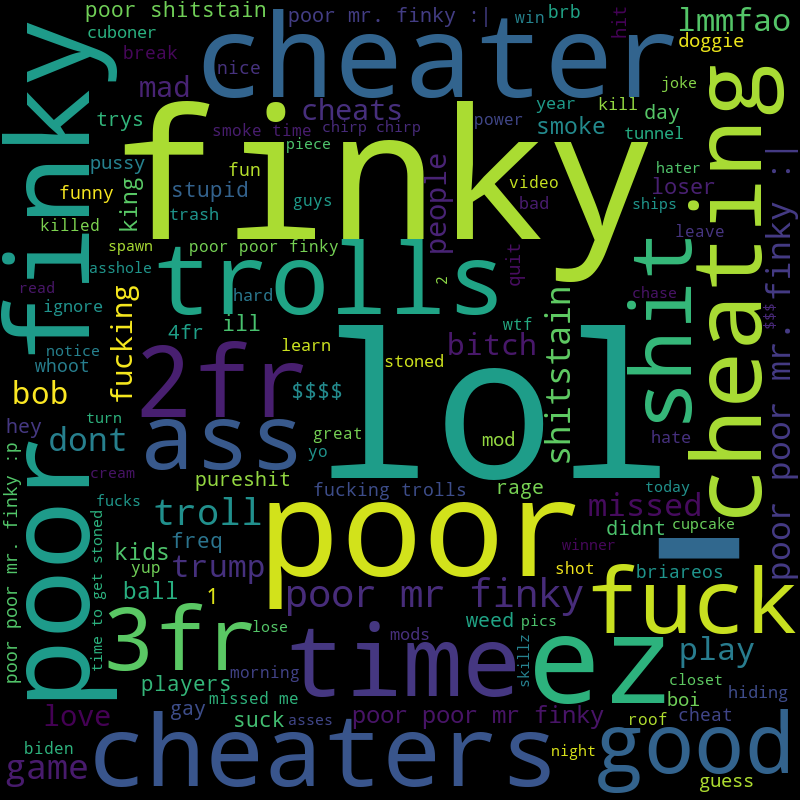 poor shitstain
poor mr. finky :|
win
brb
hit
lmmfao
cuboner
cheater
doggie
break
nice
finky
mad
cheats
year
kill
joke
day
cheating
trys
smoke time
chirp chirp
power
smoke
tunnel
piece
finky
pussy
fun
people
video
hater
loser
poor poor mr. finky :|
funny
king
stupid
guys
bad
ships
killed
trash
leave
spawn
poor poor finky
quit
shit
asshole
trolls
2
read
hard
chase
ignore
fucking
4fr
ill
wtf
shitstain
$$$
notice
whoot
2fr
learn
lol
bitch
stoned
bob
$$$$
hey
turn
ass
great
mod
hate
dont
yo
poor
cream
pureshit
fucking trolls
rage
today
fucks
troll
poor
missed
didnt
cupcake
poor poor mr. finky :p
time to get stoned
kids
freq
winner
yup
trump
shot
briareos
ball
1
poor mr finky
fuck
3fr
lose
time
mods
weed
pics
ez
play
skillz
morning
closet
players
missed me
boi
hiding
love
gay
suck
asses
poor poor mr finky
roof
cheat
biden
cheaters
night
good
game
guess